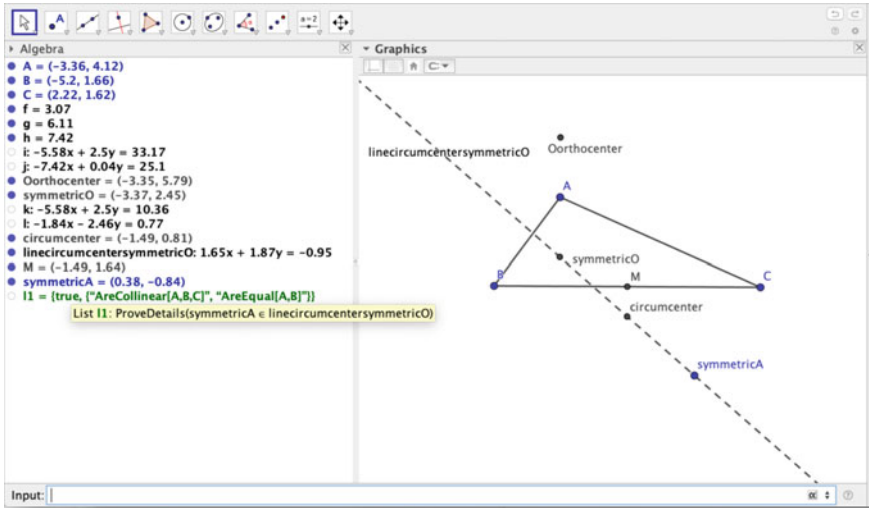 A
a=2
Algebra
Graphics
A = (−3.36, 4.12)
B = (−5.2, 1.66)
C = (2.22, 1.62)
f = 3.07
g = 6.11
h = 7.42
i: −5.58x + 2.5y = 33.17
j: −7.42x + 0.04y = 25.1
Oorthocenter = (−3.35, 5.79)
symmetricO = (−3.37, 2.45)
k: −5.58x + 2.5y = 10.36
l: −1.84x − 2.46y = 0.77
circumcenter = (−1.49, 0.81)
linecircumcentersymmetricO: 1.65x + 1.87y = −0.95
M = (−1.49, 1.64)
symmetricA = (0.38, −0.84)
l1 = {true, {"AreCollinear[A,B,C]", "AreEqual[A,B]"}}
List l1: ProveDetails(symmetricA ∈ linecircumcentersymmetricO)
linecircumcentersymmetricO
Oorthocenter
A
symmetricO
B
M
C
circumcenter
symmetricA
Input:
α